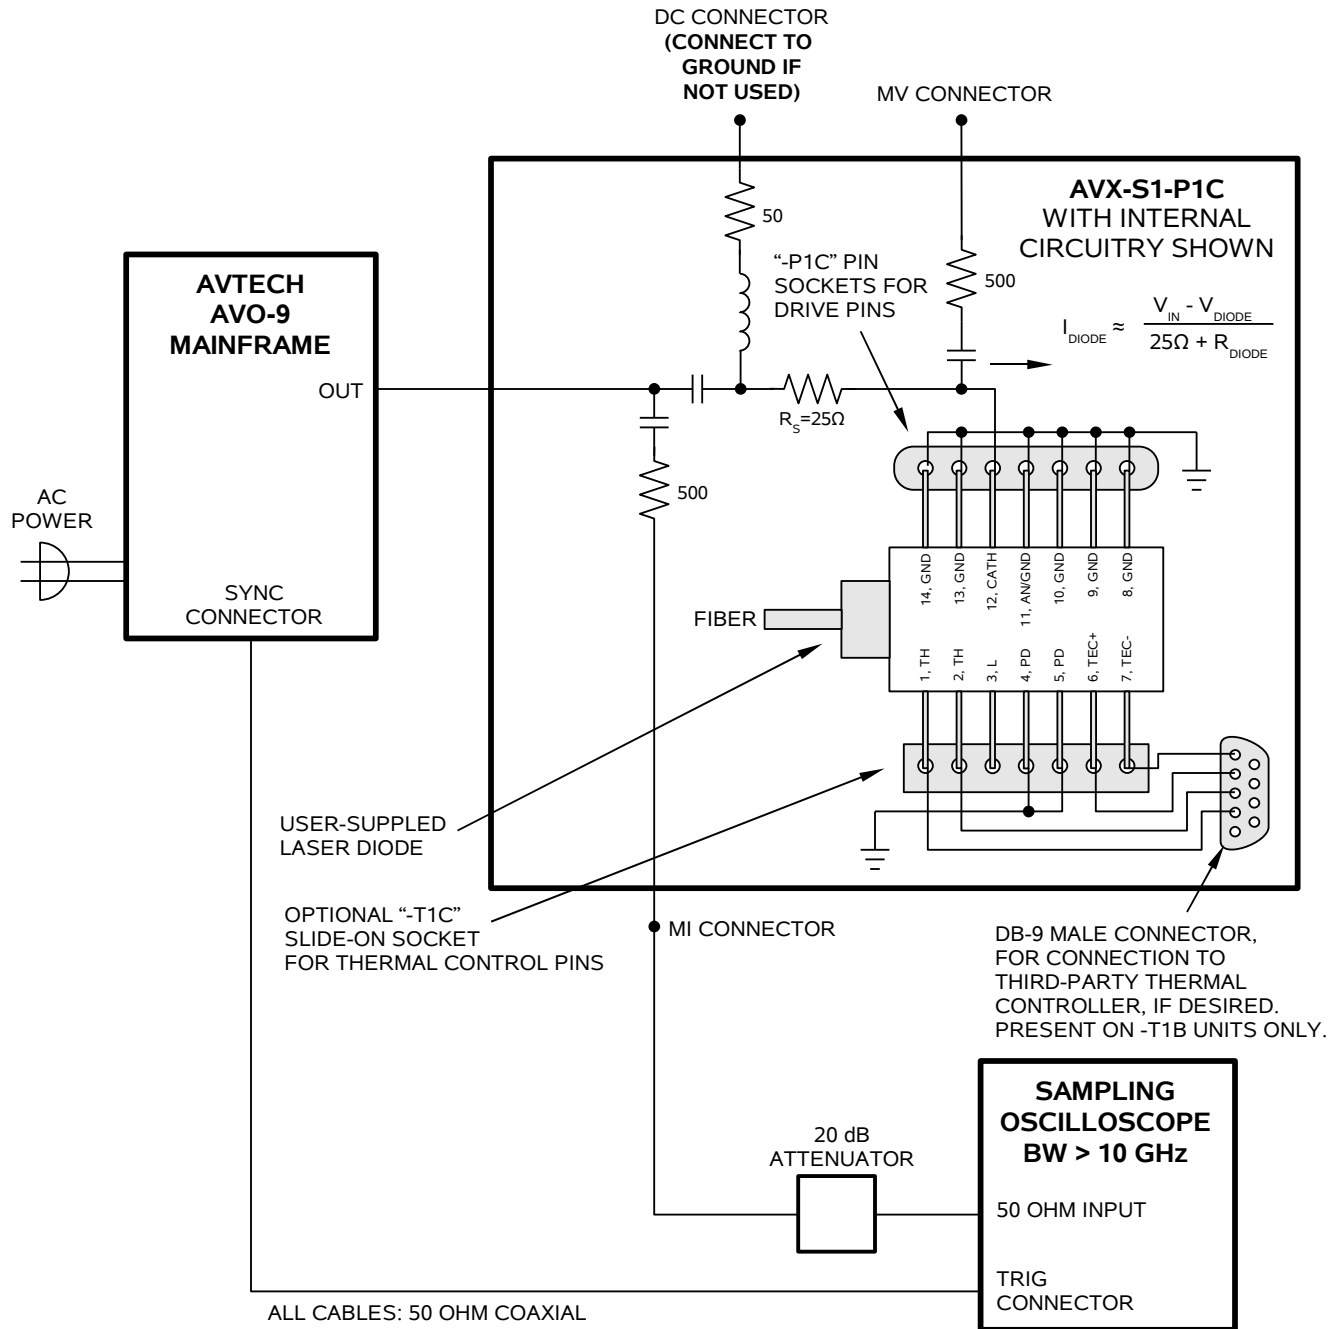 DC CONNECTOR
(CONNECT TO
GROUND IF
NOT USED)
MV CONNECTOR
AVX-S1-P1C
WITH INTERNAL
CIRCUITRY SHOWN
50
500
"-P1C" PIN
SOCKETS FOR
DRIVE PINS
I_DIODE ≈ (V_IN - V_DIODE) / (25Ω + R_DIODE)
AVTECH
AVO-9
MAINFRAME
OUT
R_S=25Ω
500
AC
POWER
SYNC
CONNECTOR
14, GND
13, GND
12, CATH
11, AN/GND
10, GND
9, GND
8, GND
FIBER
1, TH
2, TH
3, L
4, PD
5, PD
6, TEC+
7, TEC-
USER-SUPPLED
LASER DIODE
OPTIONAL “-T1C”
SLIDE-ON SOCKET
FOR THERMAL CONTROL PINS
MI CONNECTOR
DB-9 MALE CONNECTOR,
FOR CONNECTION TO
THIRD-PARTY THERMAL
CONTROLLER, IF DESIRED.
PRESENT ON -T1B UNITS ONLY.
SAMPLING
OSCILLOSCOPE
BW > 10 GHz
20 dB
ATTENUATOR
50 OHM INPUT
TRIG
CONNECTOR
ALL CABLES: 50 OHM COAXIAL